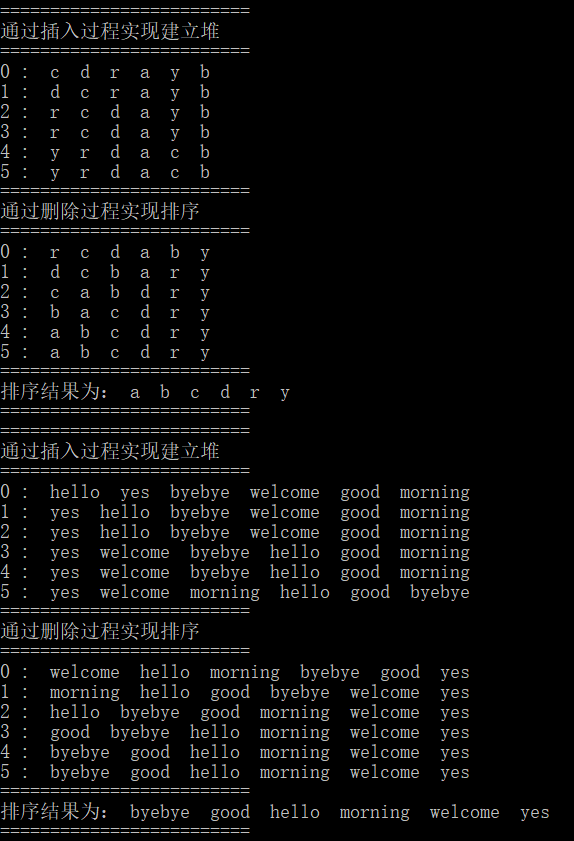 =========================
通过插入过程实现建立堆
=========================
0 :  c  d  r  a  y  b
1 :  d  c  r  a  y  b
2 :  r  c  d  a  y  b
3 :  r  c  d  a  y  b
4 :  y  r  d  a  c  b
5 :  y  r  d  a  c  b
=========================
通过删除过程实现排序
=========================
0 :  r  c  d  a  b  y
1 :  d  c  b  a  r  y
2 :  c  a  b  d  r  y
3 :  b  a  c  d  r  y
4 :  a  b  c  d  r  y
5 :  a  b  c  d  r  y
=========================
排序结果为： a  b  c  d  r  y
=========================
=========================
通过插入过程实现建立堆
=========================
0 :  hello  yes  byebye  welcome  good  morning
1 :  yes  hello  byebye  welcome  good  morning
2 :  yes  hello  byebye  welcome  good  morning
3 :  yes  welcome  byebye  hello  good  morning
4 :  yes  welcome  byebye  hello  good  morning
5 :  yes  welcome  morning  hello  good  byebye
=========================
通过删除过程实现排序
=========================
0 :  welcome  hello  morning  byebye  good  yes
1 :  morning  hello  good  byebye  welcome  yes
2 :  hello  byebye  good  morning  welcome  yes
3 :  good  byebye  hello  morning  welcome  yes
4 :  byebye  good  hello  morning  welcome  yes
5 :  byebye  good  hello  morning  welcome  yes
=========================
排序结果为： byebye  good  hello  morning  welcome  yes
=========================